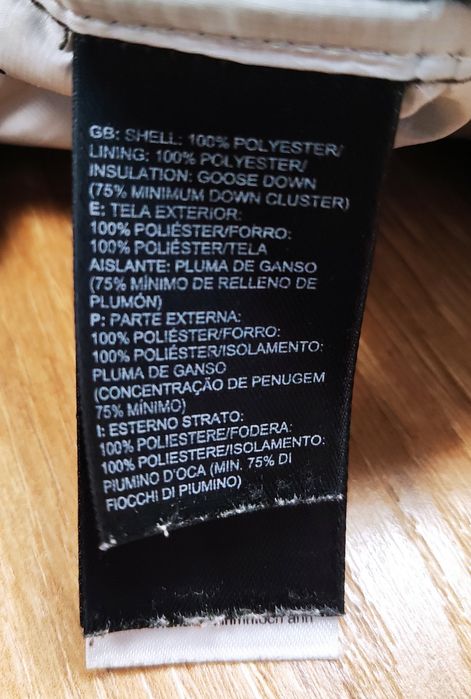 GB: SHELL: 100% POLYESTER/
LINING: 100% POLYESTER/
INSULATION: GOOSE DOWN
(75% MINIMUM DOWN CLUSTER)
E: TELA EXTERIOR:
100% POLIÉSTER/FORRO:
100% POLIÉSTER/TELA
AISLANTE: PLUMA DE GANSO
(75% MÍNIMO DE RELLENO DE
PLUMÓN)
P: PARTE EXTERNA:
100% POLIÉSTER/FORRO:
100% POLIÉSTER/ISOLAMENTO:
PLUMA DE GANSO
(CONCENTRAÇÃO DE PENUGEM
75% MÍNIMO)
I: ESTERNO STRATO:
100% POLIESTERE/FODERA:
100% POLIESTERE/ISOLAMENTO:
PIUMINO D'OCA (MIN. 75% DI
FIOCCHI DI PIUMINO)